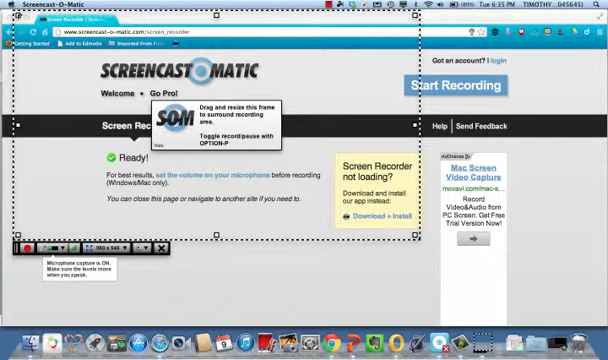 Screencast-O-Matic
Tue 6:35 PM
www.screencast-o-matic.com/screen_recorder
Getting Started
Add to Edmodo
Imported From
SCREENCAST-O-MATIC
Got an account? login
Welcome • Go Pro!
Start Recording
Drag and resize this frame
to surround recording
area.
SOM
Toggle record/pause with
OPTION-P
Hide
Screen Rec
Help
Send Feedback
Ready!
For best results, set the volume on your microphone before recording
(Windows/Mac only).
You can close this page or navigate to another site if you need to.
Screen Recorder
not loading?
Download and install
our app instead:
Download + Install
AdChoices
Mac Screen
Video Capture
movavi.com/mac-s...
Record
Video&Audio from
PC Screen. Get Your
Free Trial Version
Now!
960 x 540
Microphone capture is ON.
Make sure the levels move
when you speak.